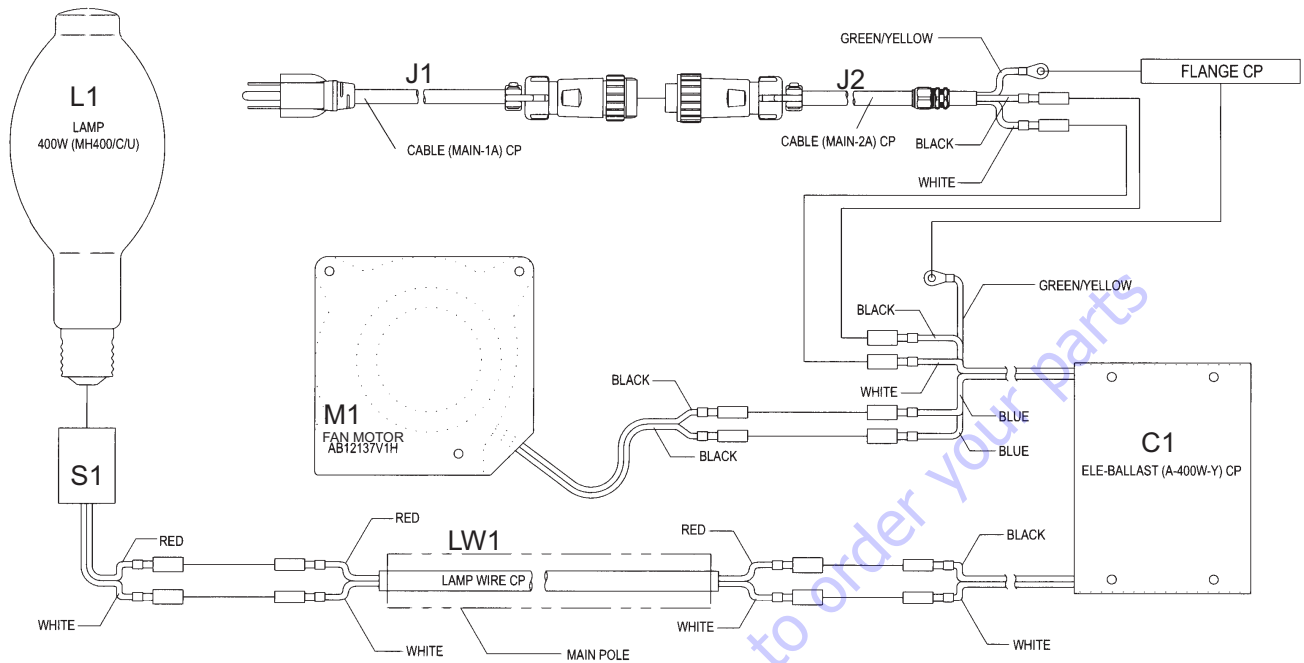 L1
LAMP
400W (MH400/C/U)
J1
CABLE (MAIN-1A) CP
J2
CABLE (MAIN-2A) CP
GREEN/YELLOW
FLANGE CP
BLACK
WHITE
GREEN/YELLOW
BLACK
WHITE
BLUE
BLUE
C1
ELE-BALLAST (A-400W-Y) CP
M1
FAN MOTOR
AB12137V1H
BLACK
BLACK
S1
RED
WHITE
RED
WHITE
LW1
LAMP WIRE CP
MAIN POLE
RED
WHITE
BLACK
WHITE
to order your parts